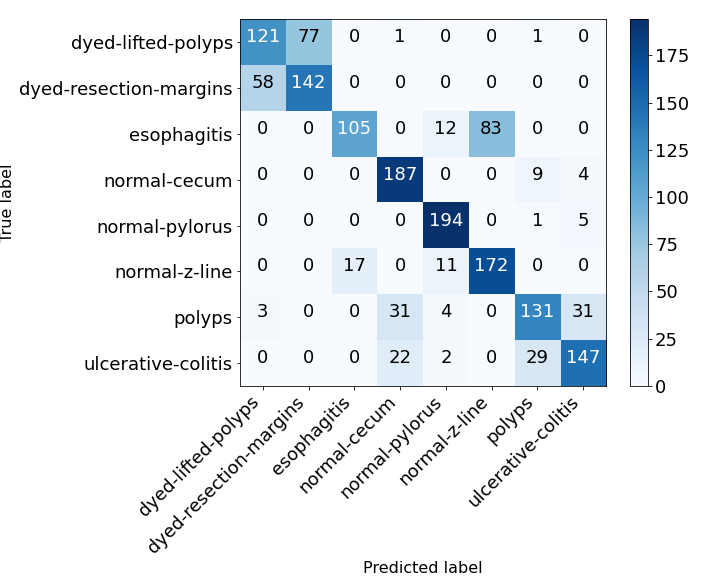 dyed-lifted-polyps 121 77 0 1 0 0 1 0
dyed-resection-margins 58 142 0 0 0 0 0 0
esophagitis 0 0 105 0 12 83 0 0
normal-cecum 0 0 0 187 0 0 9 4
normal-pylorus 0 0 0 0 194 0 1 5
normal-z-line 0 0 17 0 11 172 0 0
polyps 3 0 0 31 4 0 131 31
ulcerative-colitis 0 0 0 22 2 0 29 147
True label
dyed-lifted-polyps
dyed-resection-margins
esophagitis
normal-cecum
normal-pylorus
normal-z-line
polyps
ulcerative-colitis
Predicted label
175
150
125
100
75
50
25
0